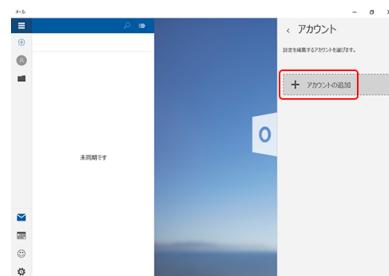 メール
アカウント
設定を編集するアカウントを選びます。
アカウントの追加
未同期です